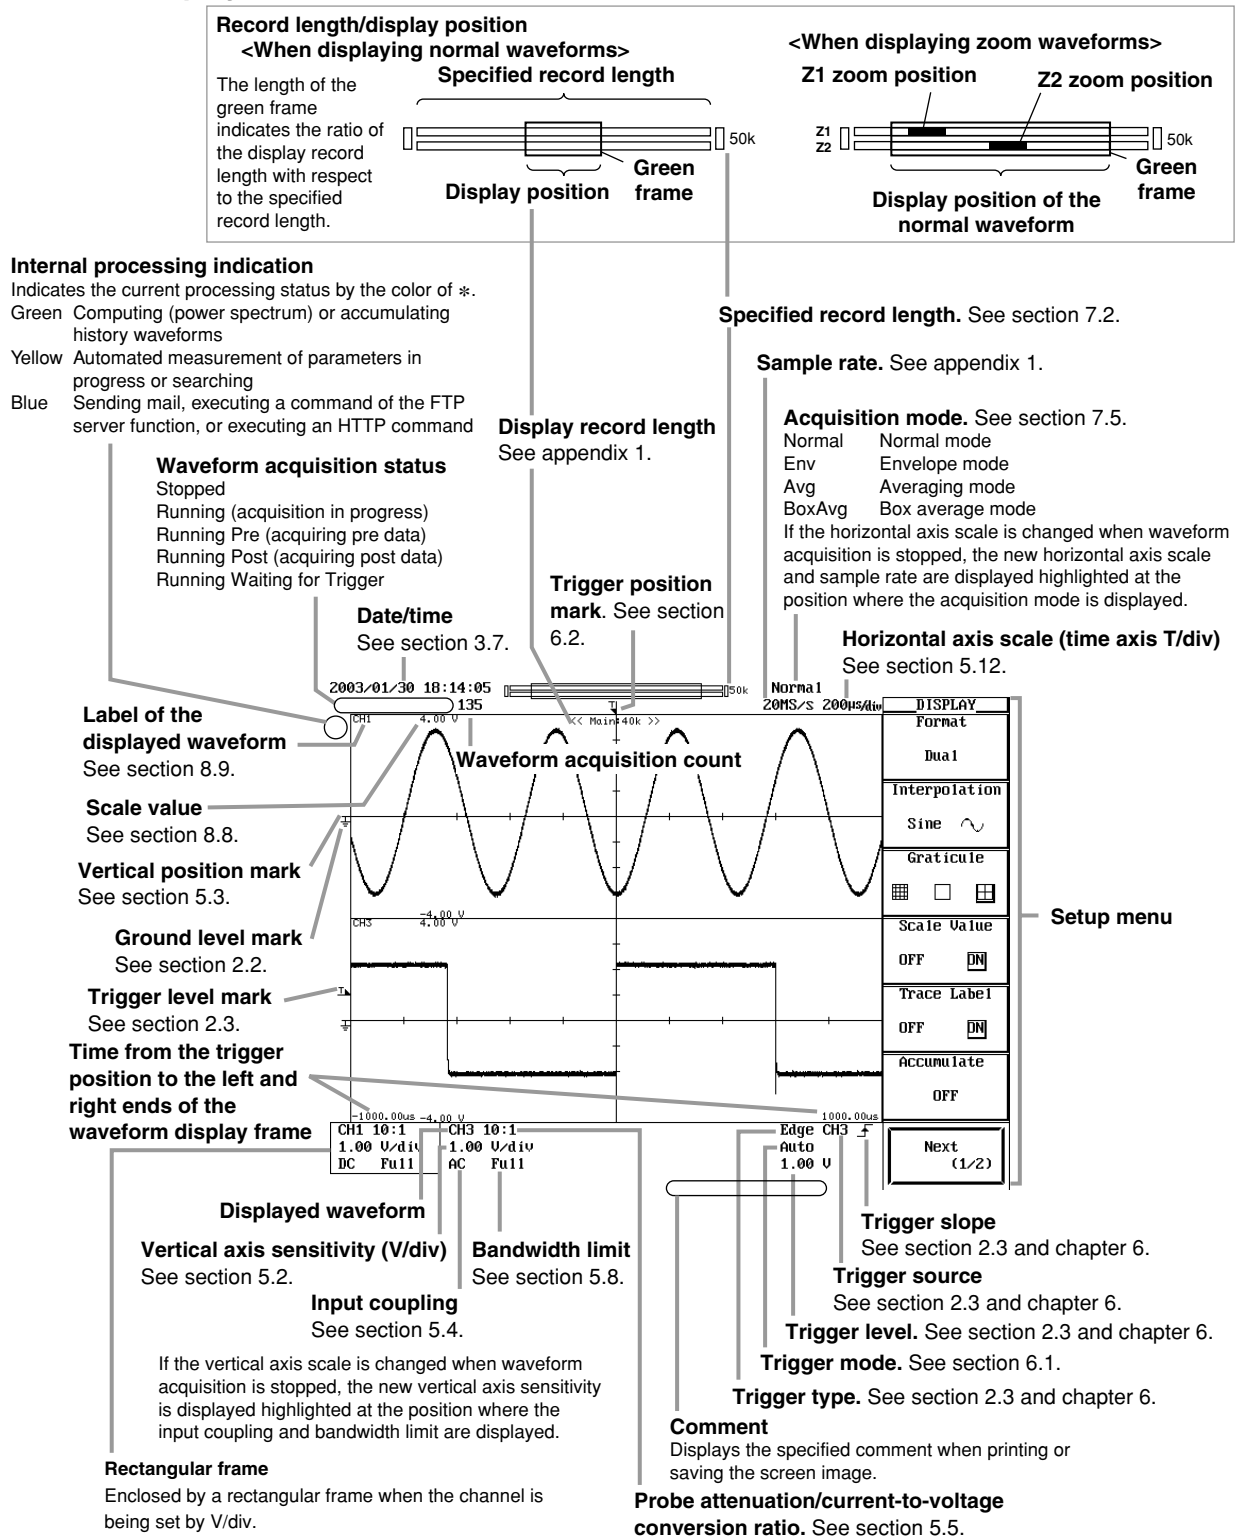 Record length/display position
<When displaying normal waveforms>
The length of the
green frame
indicates the ratio of
the display record
length with respect
to the specified
record length.
Specified record length
50k
Display position
Green
frame
<When displaying zoom waveforms>
Z1 zoom position
Z2 zoom position
Z1
Z2
50k
Green
frame
Display position of the
normal waveform
Internal processing indication
Indicates the current processing status by the color of *.
Green Computing (power spectrum) or accumulating
history waveforms
Yellow Automated measurement of parameters in
progress or searching
Blue Sending mail, executing a command of the FTP
server function, or executing an HTTP command
Waveform acquisition status
Stopped
Running (acquisition in progress)
Running Pre (acquiring pre data)
Running Post (acquiring post data)
Running Waiting for Trigger
Date/time
See section 3.7.
Display record length
See appendix 1.
Trigger position
mark. See section
6.2.
Specified record length. See section 7.2.
Sample rate. See appendix 1.
Acquisition mode. See section 7.5.
Normal Normal mode
Env Envelope mode
Avg Averaging mode
BoxAvg Box average mode
If the horizontal axis scale is changed when waveform
acquisition is stopped, the new horizontal axis scale
and sample rate are displayed highlighted at the
position where the acquisition mode is displayed.
Horizontal axis scale (time axis T/div)
See section 5.12.
2003/01/30 18:14:05
135
50k
Normal
20MS/s 200µs/div
T
CH1
4.00 V
<< Main:40k >>
Waveform acquisition count
-4.00 V
CH3
4.00 V
T
-1000.00us
-4.00 V
1000.00us
CH1 10:1
1.00 V/div
DC Full
CH3 10:1
1.00 V/div
AC Full
Edge CH3
Auto
1.00 V
DISPLAY
Format
Dual
Interpolation
Sine
Graticule
Scale Value
OFF ON
Trace Label
OFF ON
Accumulate
OFF
Next
(1/2)
Setup menu
Label of the
displayed waveform
See section 8.9.
Scale value
See section 8.8.
Vertical position mark
See section 5.3.
Ground level mark
See section 2.2.
Trigger level mark
See section 2.3.
Time from the trigger
position to the left and
right ends of the
waveform display frame
Displayed waveform
Vertical axis sensitivity (V/div)
See section 5.2.
Bandwidth limit
See section 5.8.
Input coupling
See section 5.4.
If the vertical axis scale is changed when waveform
acquisition is stopped, the new vertical axis sensitivity
is displayed highlighted at the position where the
input coupling and bandwidth limit are displayed.
Rectangular frame
Enclosed by a rectangular frame when the channel is
being set by V/div.
Trigger slope
See section 2.3 and chapter 6.
Trigger source
See section 2.3 and chapter 6.
Trigger level. See section 2.3 and chapter 6.
Trigger mode. See section 6.1.
Trigger type. See section 2.3 and chapter 6.
Comment
Displays the specified comment when printing or
saving the screen image.
Probe attenuation/current-to-voltage
conversion ratio. See section 5.5.